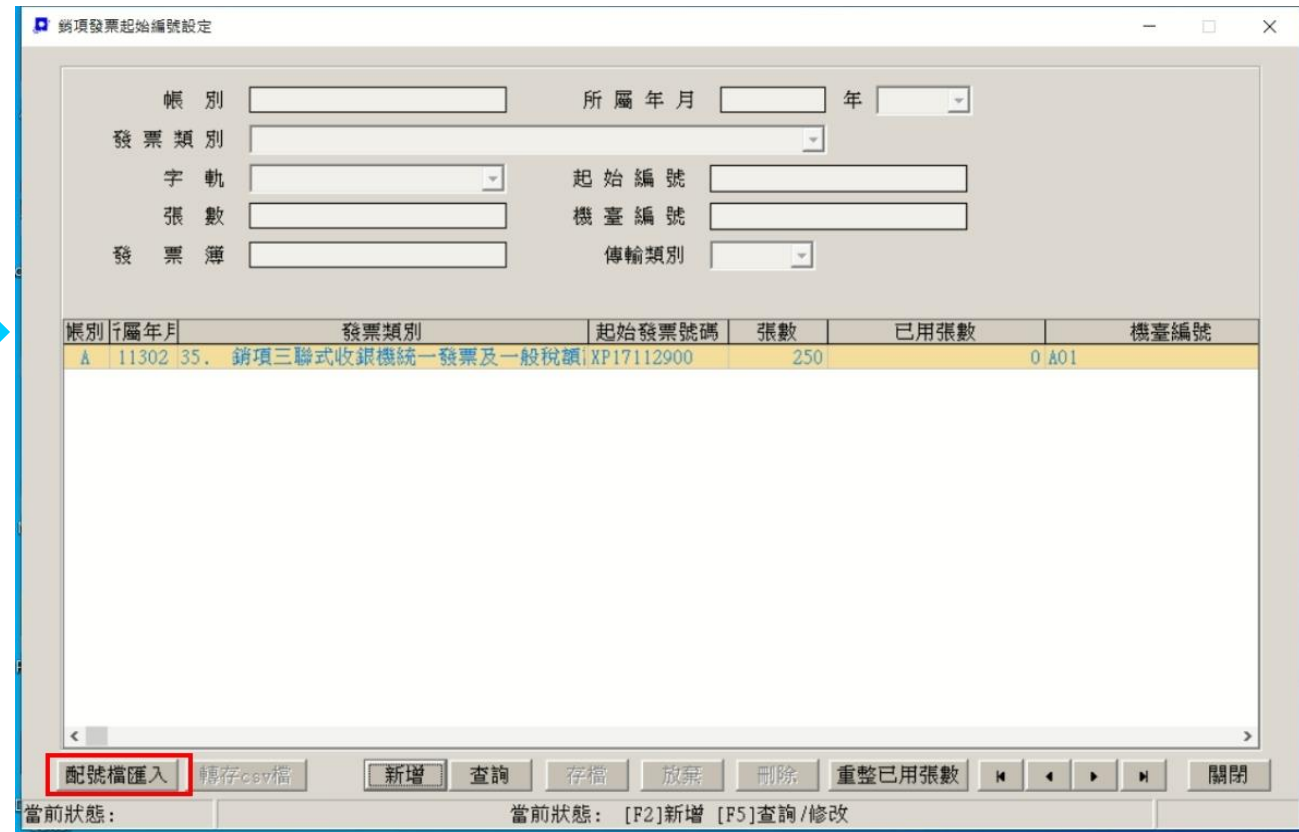 銷項發票起始編號設定
帳別 所屬年月 年
發票類別
字軌 起始編號
張數 機臺編號
發票簿 傳輸類別
帳別 所屬年月 發票類別 起始發票號碼 張數 已用張數 機臺編號
A 11302 35. 銷項三聯式收銀機統一發票及一般稅額 XP17112900 250 0 A01
配號檔匯入 轉存csv檔 新增 查詢 存檔 放棄 刪除 重整已用張數 關閉
當前狀態: 當前狀態: [F2]新增 [F5]查詢/修改